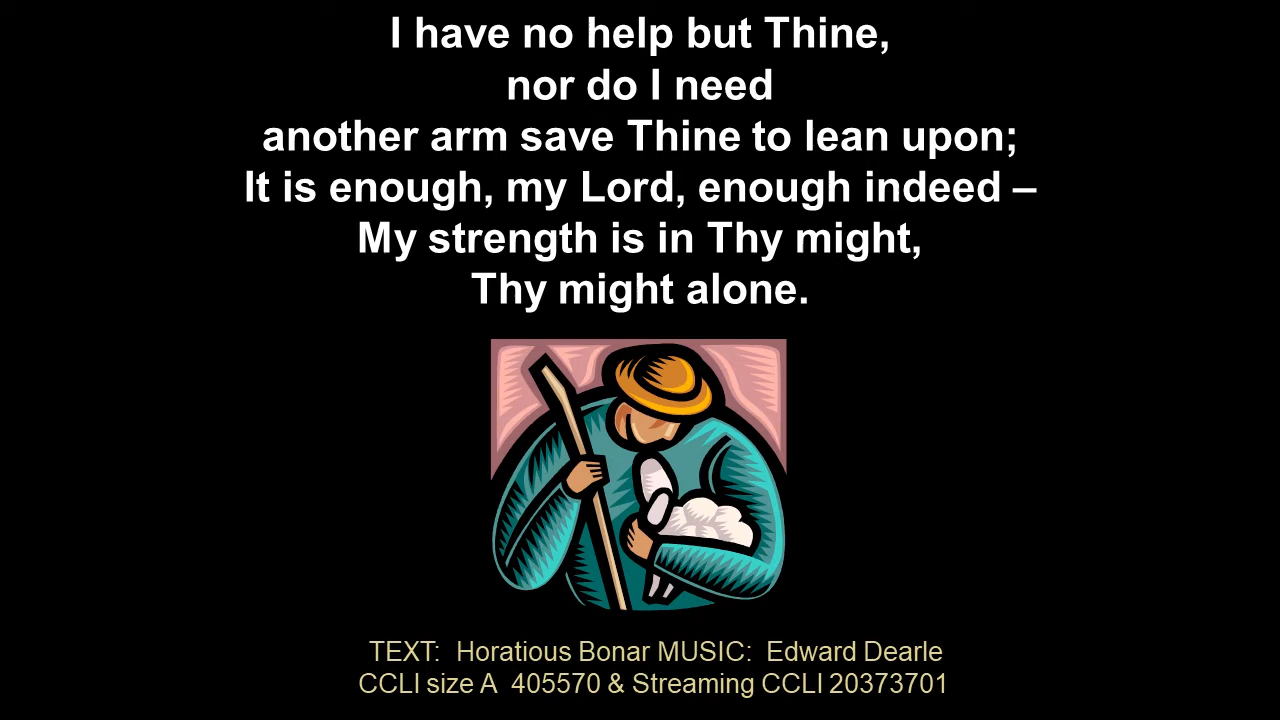 I have no help but Thine,
nor do I need
another arm save Thine to lean upon;
It is enough, my Lord, enough indeed –
My strength is in Thy might,
Thy might alone.
TEXT:  Horatious Bonar MUSIC:  Edward Dearle
CCLI size A  405570 & Streaming CCLI 20373701